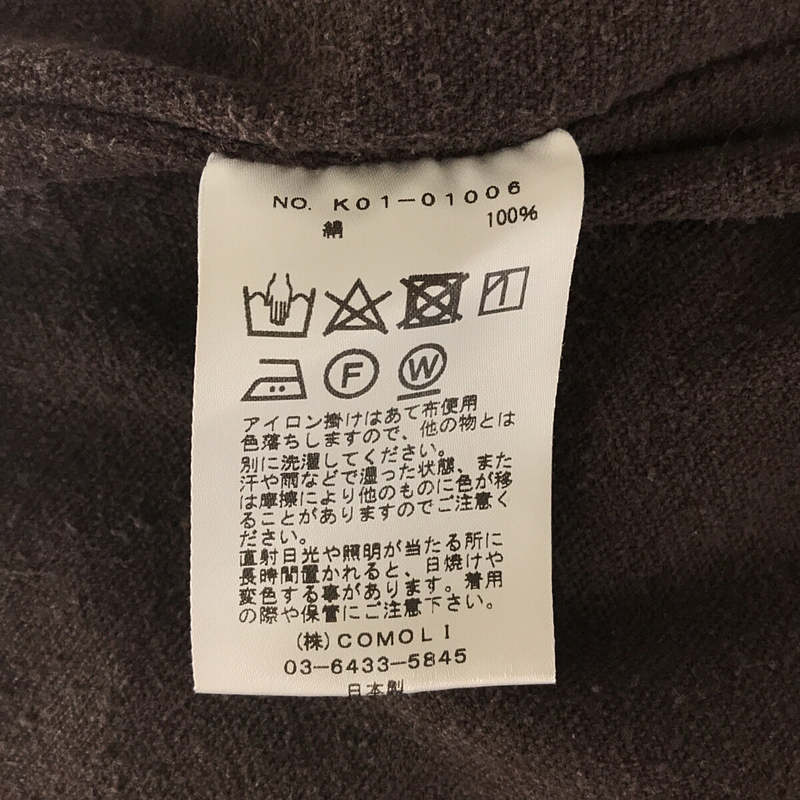 NO. K01-01006
絹 100%
F W
アイロン掛けはあて布使用
色落ちしますので、他の物とは
別に洗濯してください。
汗や雨などで湿った状態、また
は摩擦により他のものに色が移
ることがありますのでご注意く
ださい。
直射日光や照明が当たる所に
長時間置かれると、日焼けや
変色する事があります。着用
の際や保管にご注意下さい。
(株)COMOLI
03-6433-5845
日本製